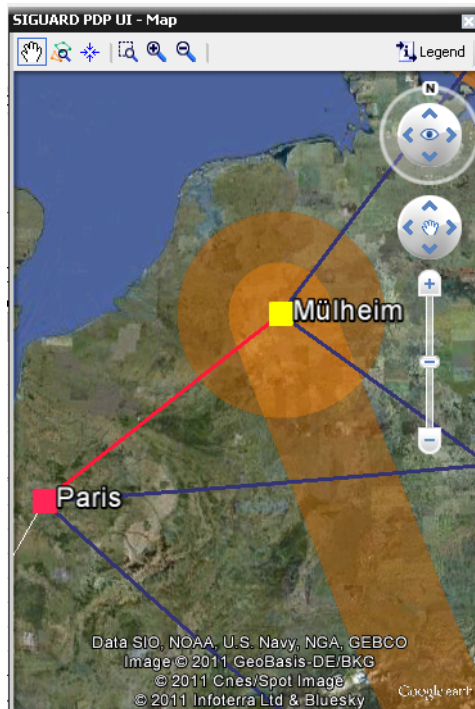 SIGUARD PDP UI - Map
Legend
N
Mülheim
Paris
Data SIO, NOAA, U.S. Navy, NGA, GEBCO
Image © 2011 GeoBasis-DE/BKG
© 2011 Cnes/Spot Image
© 2011 Infoterra Ltd & Bluesky
Google earth